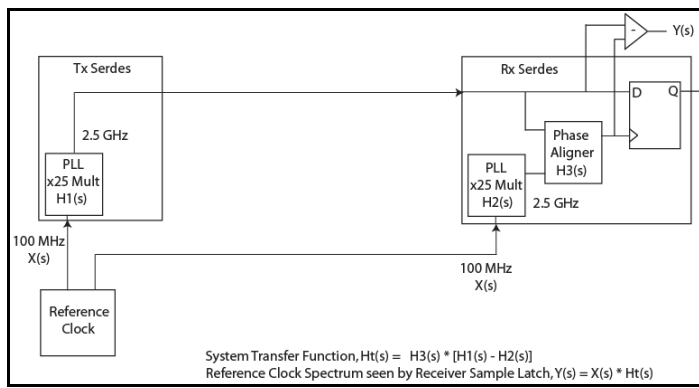 Y(s)
-
Tx Serdes
Rx Serdes
2.5 GHz
PLL
x25 Mult
H1(s)
100 MHz
X(s)
Reference
Clock
PLL
x25 Mult
H2(s)
2.5 GHz
Phase
Aligner
H3(s)
D
Q
100 MHz
X(s)
System Transfer Function, Ht(s) = H3(s) * [H1(s) - H2(s)]
Reference Clock Spectrum seen by Receiver Sample Latch, Y(s) = X(s) * Ht(s)